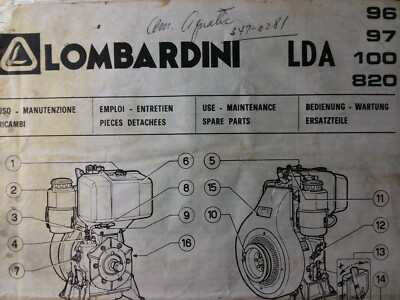 Com. Aquatic
347-0281
LOMBARDINI LDA
96
97
100
820
USO - MANUTENZIONE
RICAMBI
EMPLOI - ENTRETIEN
PIECES DETACHEES
USE - MAINTENANCE
SPARE PARTS
BEDIENUNG - WARTUNG
ERSATZTEILE
1
2
3
4
7
6
8
9
16
5
15
10
11
12
13
14